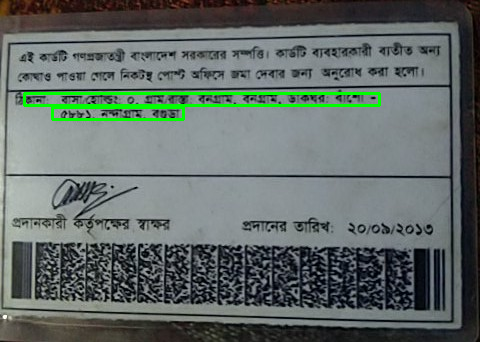 এই কার্ডটি গণপ্রজাতন্ত্রী বাংলাদেশ সরকারের সম্পত্তি। কার্ডটি ব্যবহারকারী ব্যতীত অন্য
কোথাও পাওয়া গেলে নিকটস্থ পোস্ট অফিসে জমা দেবার জন্য অনুরোধ করা হলো।
ঠিকানা: বাসা/হোল্ডিং: ০, গ্রাম/রাস্তা: বনগ্রাম, বনগ্রাম, ডাকঘর: বাঁশো -
৫৮৮১, নন্দীগ্রাম, বগুড়া
প্রদানকারী কর্তৃপক্ষের স্বাক্ষর প্রদানের তারিখ: ২০/০৯/২০১৩